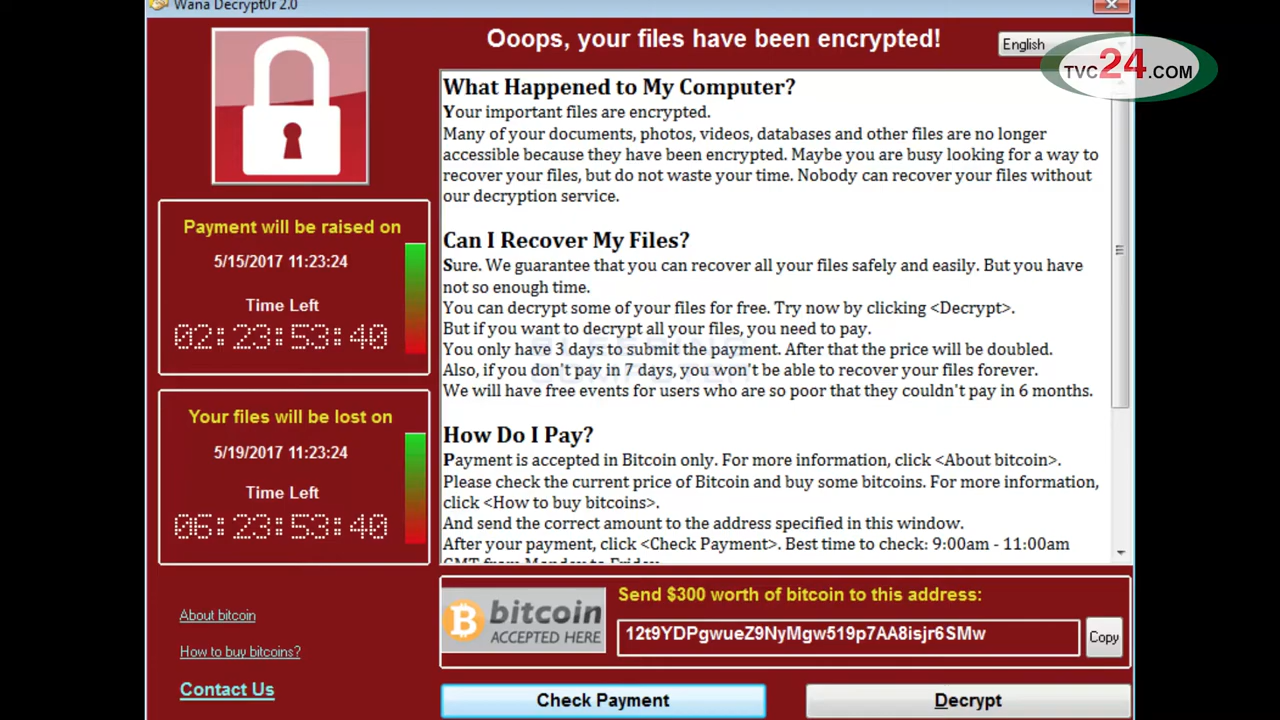 Wana Decrypt0r 2.0
Ooops, your files have been encrypted!
English
TVC24.COM
What Happened to My Computer?
Your important files are encrypted.
Many of your documents, photos, videos, databases and other files are no longer
accessible because they have been encrypted. Maybe you are busy looking for a way to
recover your files, but do not waste your time. Nobody can recover your files without
our decryption service.
Can I Recover My Files?
Sure. We guarantee that you can recover all your files safely and easily. But you have
not so enough time.
You can decrypt some of your files for free. Try now by clicking <Decrypt>.
But if you want to decrypt all your files, you need to pay.
You only have 3 days to submit the payment. After that the price will be doubled.
Also, if you don't pay in 7 days, you won't be able to recover your files forever.
We will have free events for users who are so poor that they couldn't pay in 6 months.
How Do I Pay?
Payment is accepted in Bitcoin only. For more information, click <About bitcoin>.
Please check the current price of Bitcoin and buy some bitcoins. For more information,
click <How to buy bitcoins>.
And send the correct amount to the address specified in this window.
After your payment, click <Check Payment>. Best time to check: 9:00am - 11:00am
GMT from Monday to Friday.
BLEEPING
COMPUTER
Payment will be raised on
5/15/2017 11:23:24
Time Left
02:23:53:40
Your files will be lost on
5/19/2017 11:23:24
Time Left
06:23:53:40
About bitcoin
How to buy bitcoins?
Contact Us
bitcoin
ACCEPTED HERE
Send $300 worth of bitcoin to this address:
12t9YDPgwueZ9NyMgw519p7AA8isjr6SMw
Copy
Check Payment
Decrypt